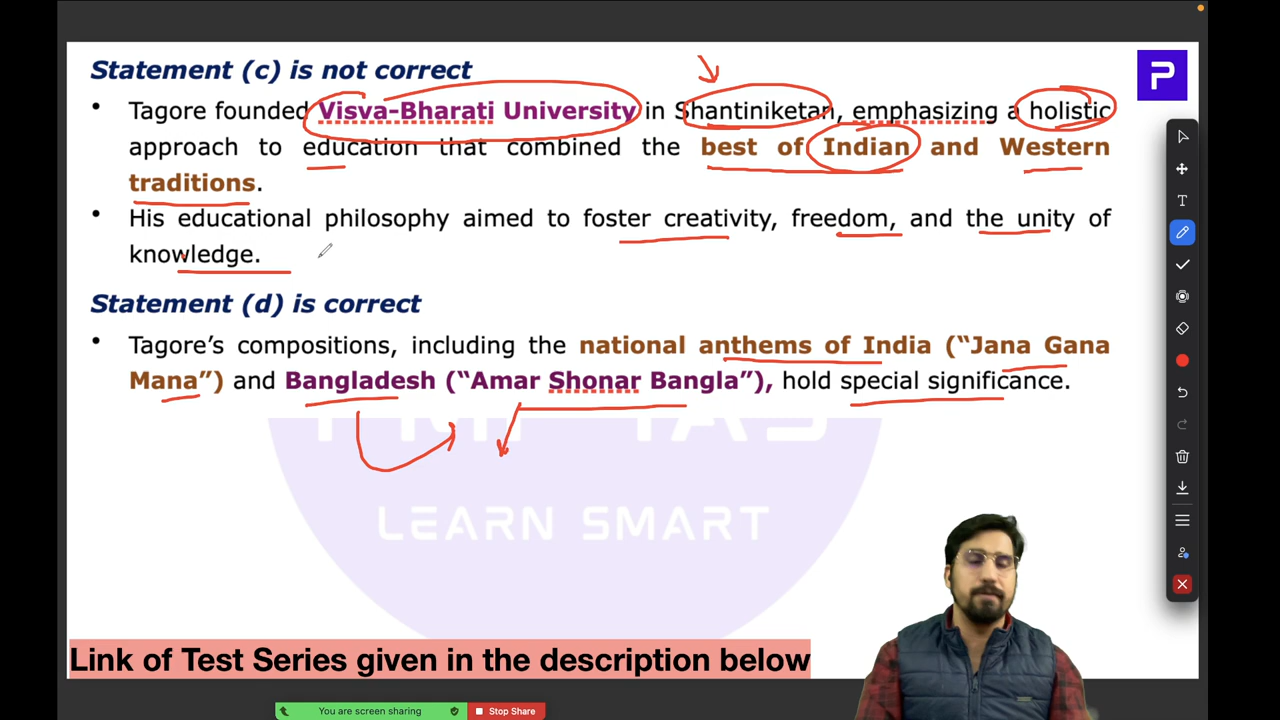 Statement (c) is not correct
• Tagore founded Visva-Bharati University in Shantiniketan, emphasizing a holistic
approach to education that combined the best of Indian and Western
traditions.
• His educational philosophy aimed to foster creativity, freedom, and the unity of
knowledge.
Statement (d) is correct
• Tagore’s compositions, including the national anthems of India (“Jana Gana
Mana”) and Bangladesh (“Amar Shonar Bangla”), hold special significance.
LEARN SMART
Link of Test Series given in the description below
You are screen sharing Stop Share
P
T